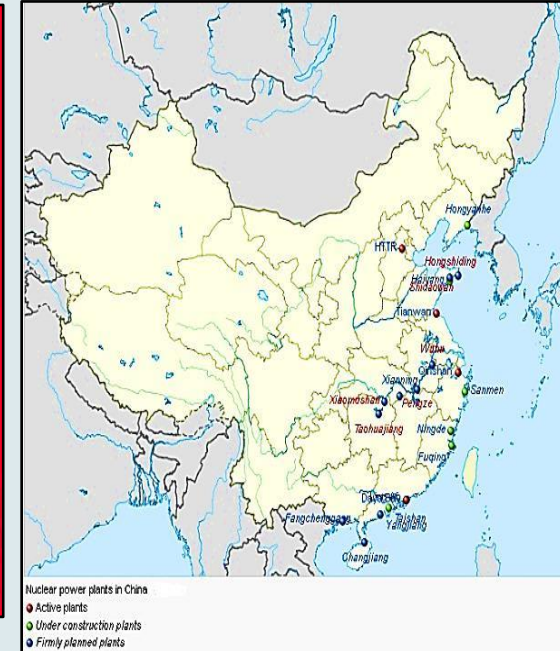 Hongyanhe
HTTR
Hongshiding
Haiyang
Shidaowan
Tianwan
Wuhu
Qinshan
Xianning
Sanmen
Xiaomoshan
Pengze
Taohuajiang
Ningde
Fuqing
Taishan
Yangjiang
Fangchenggang
Changjiang
Nuclear power plants in China
Active plants
Under construction plants
Firmly planned plants